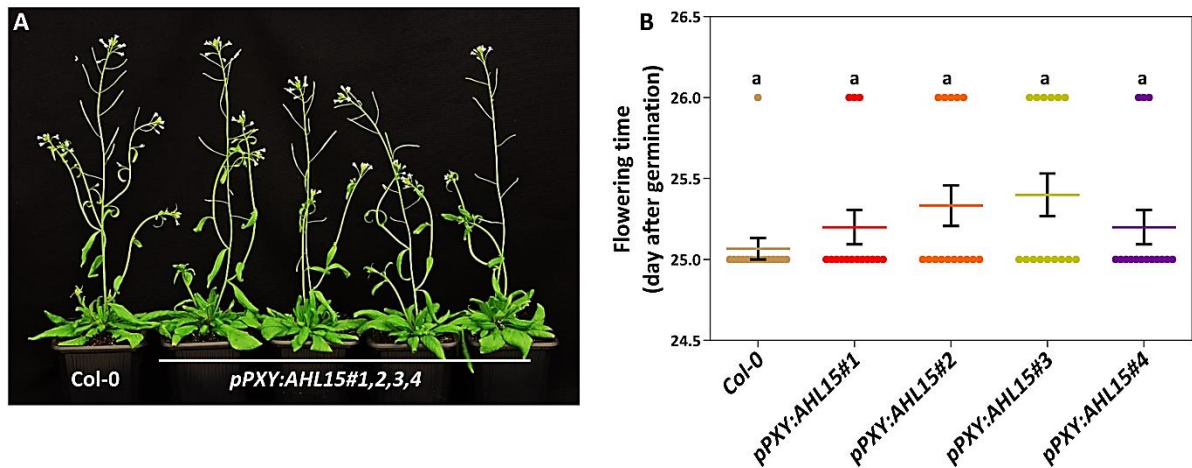 A
Col-0
pPXY:AHL15#1,2,3,4
B
Flowering time
(day after germination)
26.5
26.0
25.5
25.0
24.5
a
a
a
a
a
Col-0
pPXY:AHL15#1
pPXY:AHL15#2
pPXY:AHL15#3
pPXY:AHL15#4